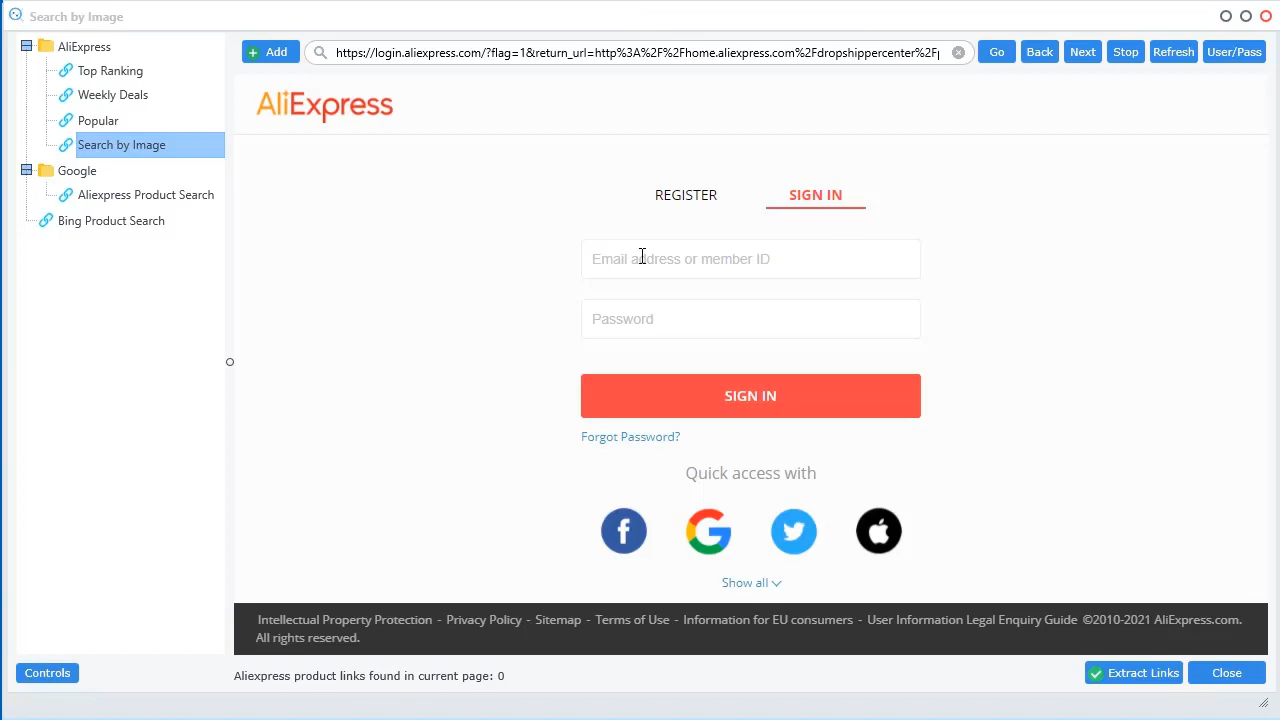 Search by Image
AliExpress
Top Ranking
Weekly Deals
Popular
Search by Image
Google
Aliexpress Product Search
Bing Product Search
Add
https://login.aliexpress.com/?flag=1&return_url=http%3A%2F%2Fhome.aliexpress.com%2Fdropshippercenter%2F
Go
Back
Next
Stop
Refresh
User/Pass
AliExpress
REGISTER
SIGN IN
Email address or member ID
Password
SIGN IN
Forgot Password?
Quick access with
Show all
Intellectual Property Protection - Privacy Policy - Sitemap - Terms of Use - Information for EU consumers - User Information Legal Enquiry Guide ©2010-2021 AliExpress.com.
All rights reserved.
Controls
Aliexpress product links found in current page: 0
Extract Links
Close